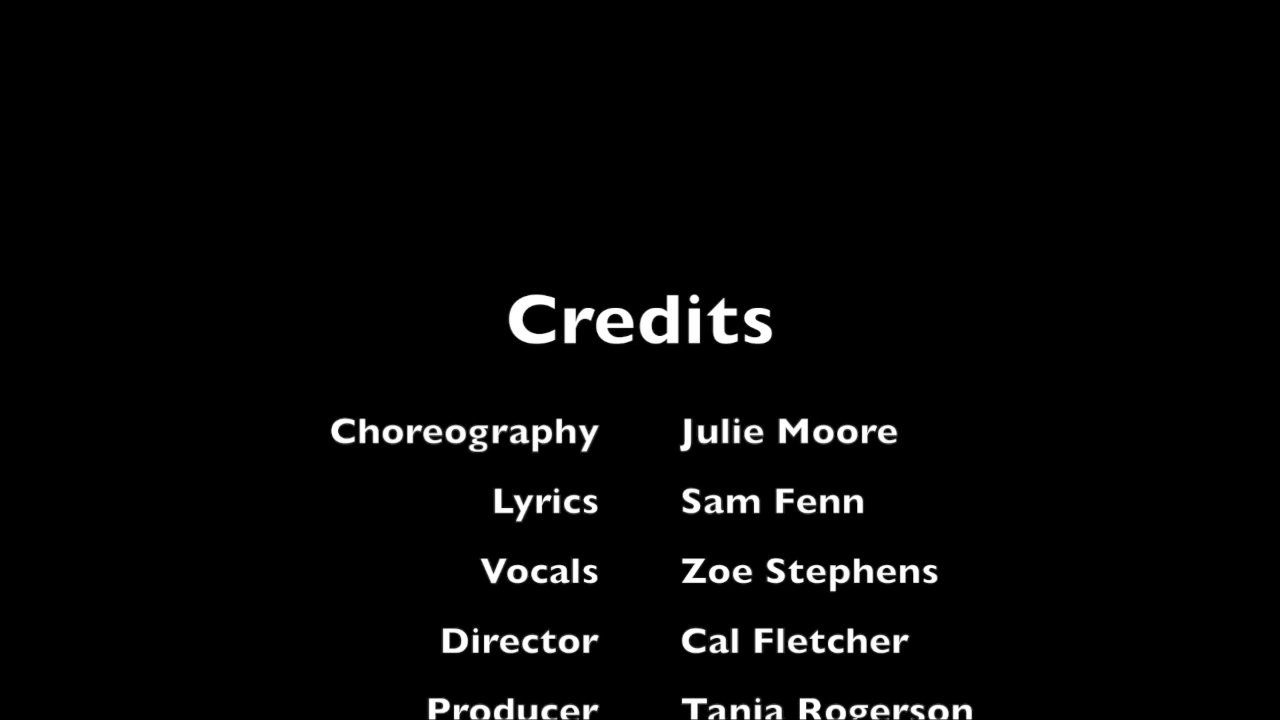 Credits
Choreography Julie Moore
Lyrics Sam Fenn
Vocals Zoe Stephens
Director Cal Fletcher
Producer Tania Rogerson